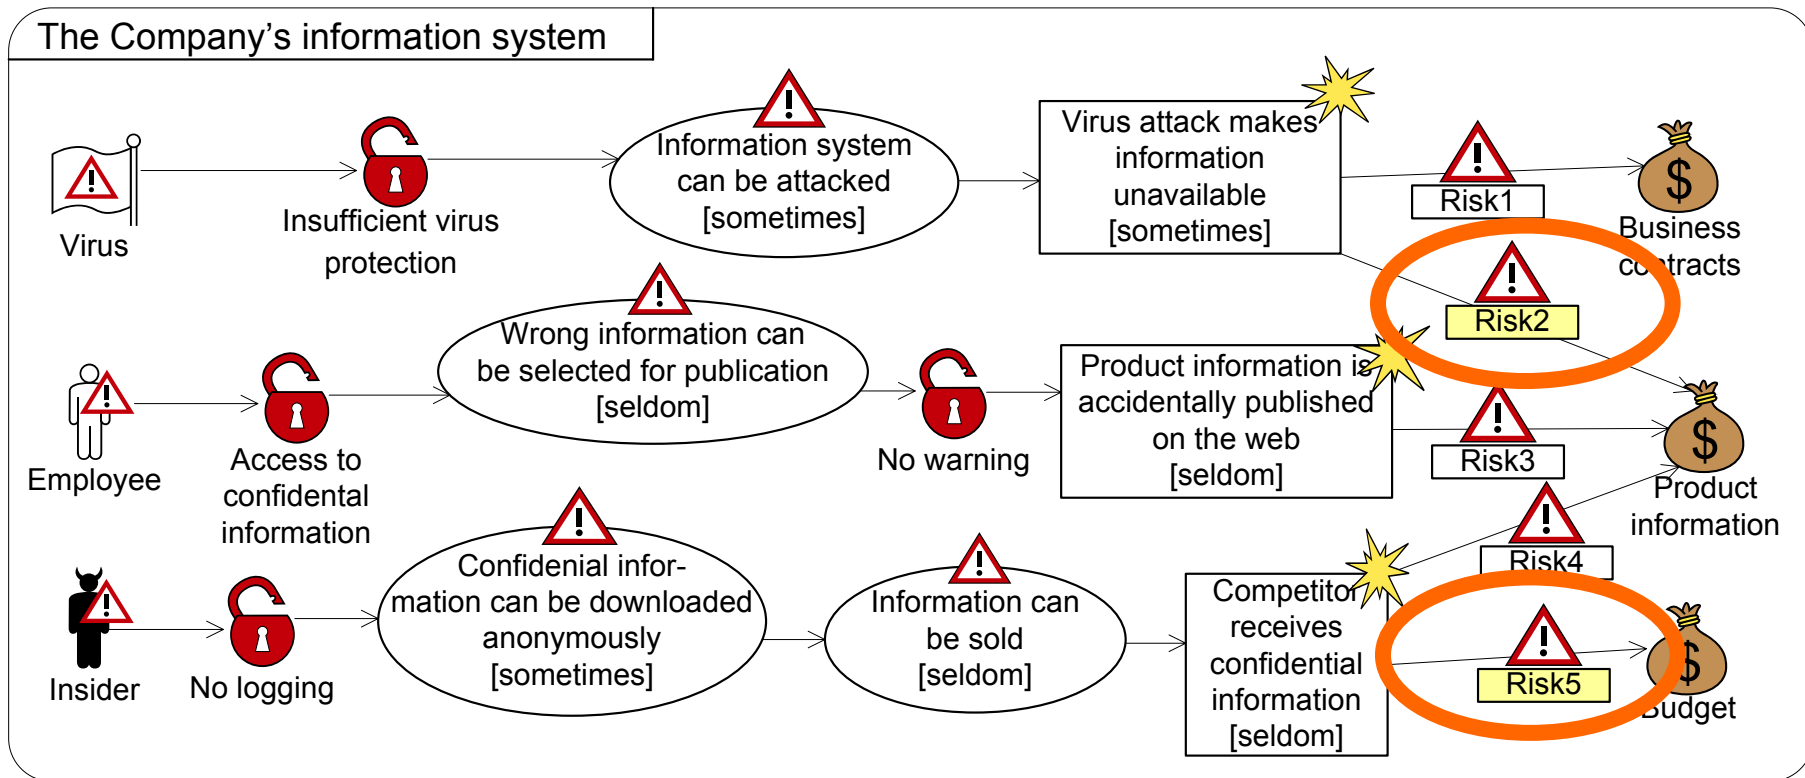 The Company's information system
Virus
Insufficient virus
protection
Information system
can be attacked
[sometimes]
Virus attack makes
information
unavailable
[sometimes]
Risk1
Business
contracts
Risk2
Employee
Access to
confidental
information
Wrong information can
be selected for publication
[seldom]
No warning
Product information is
accidentally published
on the web
[seldom]
Risk3
$
$
Product
information
Risk4
Insider
No logging
Confidenial infor-
mation can be downloaded
anonymously
[sometimes]
Information can
be sold
[seldom]
Competitor
receives
confidential
information
[seldom]
Risk5
$
Budget